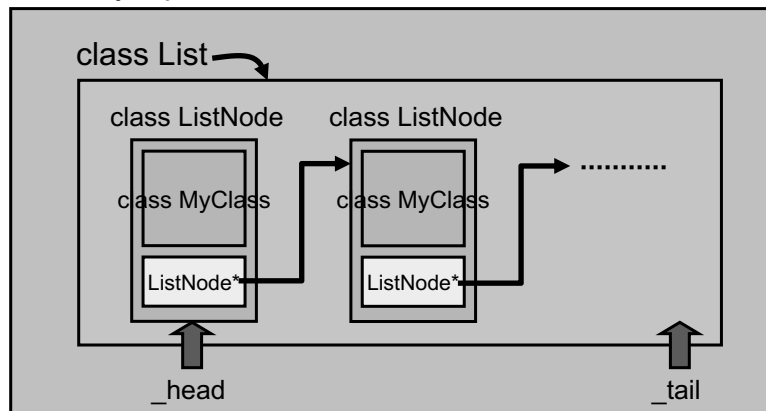 class List
class ListNode class ListNode
class MyClass class MyClass
...........
ListNode* ListNode*
_head _tail